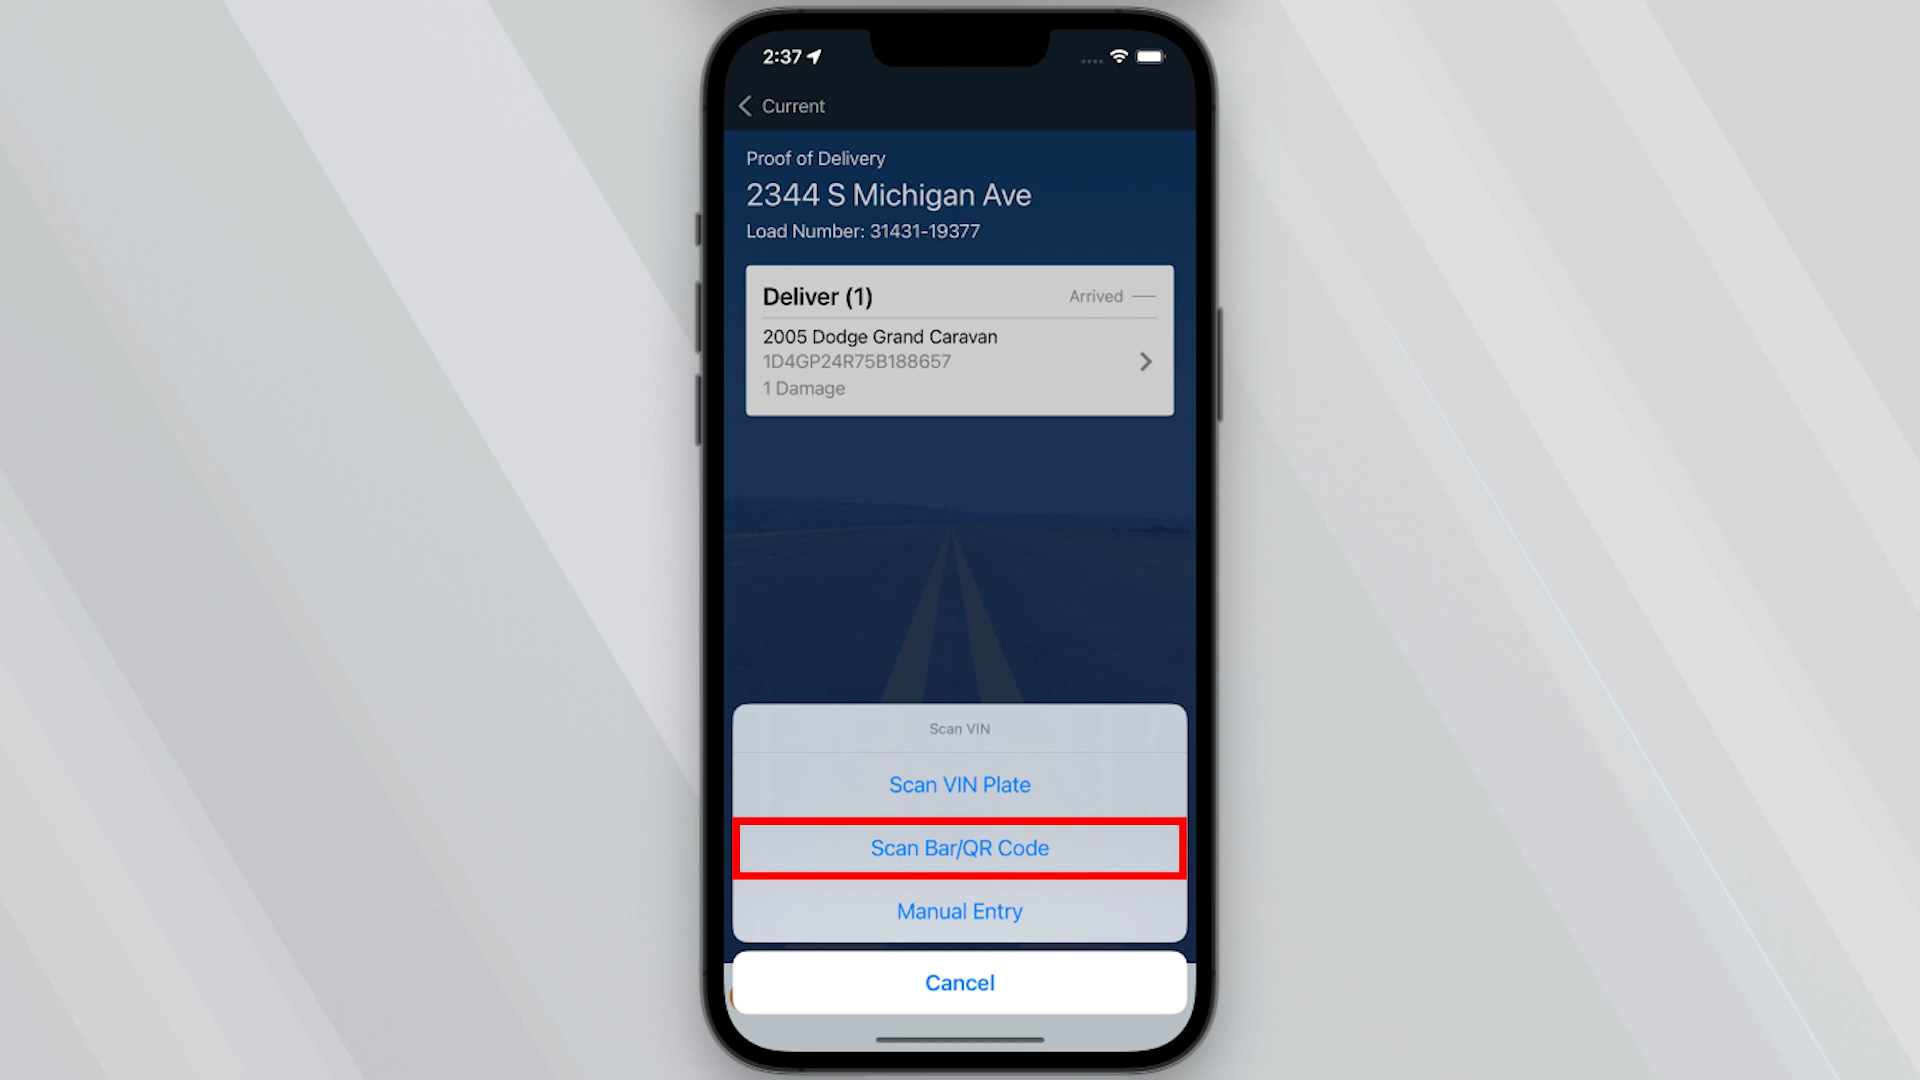 2:37
Current
Proof of Delivery
2344 S Michigan Ave
Load Number: 31431-19377
Deliver (1)
Arrived
2005 Dodge Grand Caravan
1D4GP24R75B188657
1 Damage
Scan VIN
Scan VIN Plate
Scan Bar/QR Code
Manual Entry
Cancel